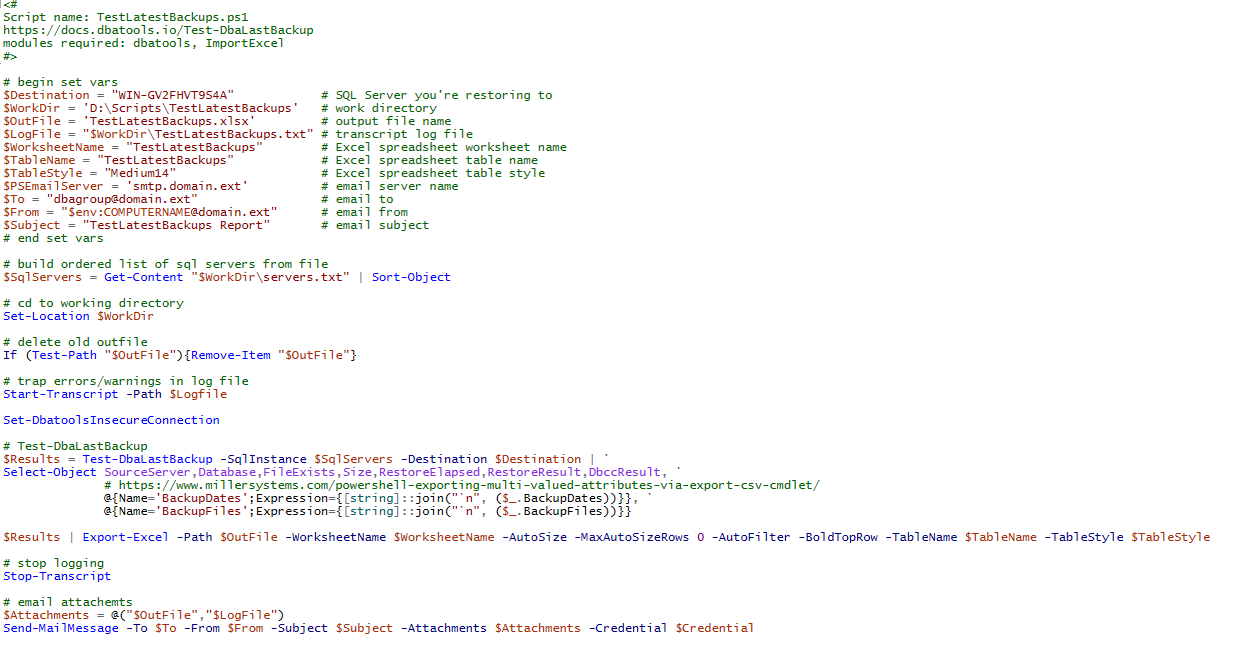 <#
Script name: TestLatestBackups.ps1
https://docs.dbatools.io/Test-DbaLastBackup
modules required: dbatools, ImportExcel
#>

# begin set vars
$Destination = "WIN-GV2FHVT9S4A"             # SQL Server you're restoring to
$WorkDir = 'D:\Scripts\TestLatestBackups'   # work directory
$OutFile = 'TestLatestBackups.xlsx'         # output file name
$LogFile = "$WorkDir\TestLatestBackups.txt" # transcript log file
$WorksheetName = "TestLatestBackups"        # Excel spreadsheet worksheet name
$TableName = "TestLatestBackups"            # Excel spreadsheet table name
$TableStyle = "Medium14"                    # Excel spreadsheet table style
$PSEmailServer = 'smtp.domain.ext'          # email server name
$To = "dbagroup@domain.ext"                 # email to
$From = "$env:COMPUTERNAME@domain.ext"      # email from
$Subject = "TestLatestBackups Report"       # email subject
# end set vars

# build ordered list of sql servers from file
$SqlServers = Get-Content "$WorkDir\servers.txt" | Sort-Object

# cd to working directory
Set-Location $WorkDir

# delete old outfile
If (Test-Path "$OutFile"){Remove-Item "$OutFile"}

# trap errors/warnings in log file
Start-Transcript -Path $Logfile

Set-DbatoolsInsecureConnection

# Test-DbaLastBackup
$Results = Test-DbaLastBackup -SqlInstance $SqlServers -Destination $Destination | `
Select-Object SourceServer,Database,FileExists,Size,RestoreElapsed,RestoreResult,DbccResult, `
              # https://www.millersystems.com/powershell-exporting-multi-valued-attributes-via-export-csv-cmdlet/
              @{Name='BackupDates';Expression={[string]::join("`n", ($_.BackupDates))}}, `
              @{Name='BackupFiles';Expression={[string]::join("`n", ($_.BackupFiles))}}

$Results | Export-Excel -Path $OutFile -WorksheetName $WorksheetName -AutoSize -MaxAutoSizeRows 0 -AutoFilter -BoldTopRow -TableName $TableName -TableStyle $TableStyle

# stop logging
Stop-Transcript

# email attachemts
$Attachments = @("$OutFile","$LogFile")
Send-MailMessage -To $To -From $From -Subject $Subject -Attachments $Attachments -Credential $Credential